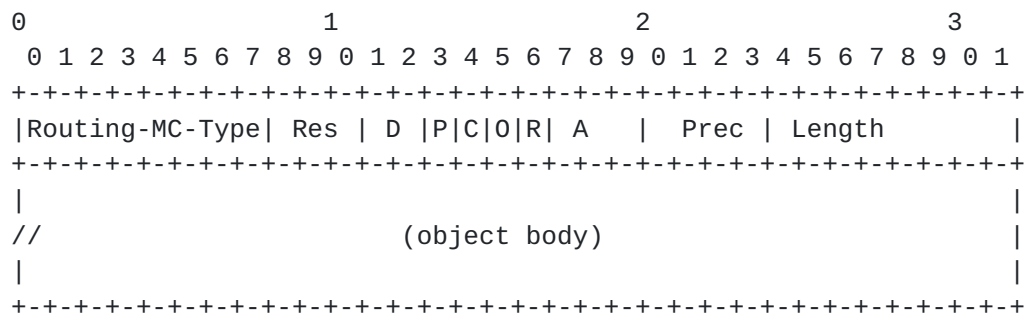 0                   1                   2                   3
 0 1 2 3 4 5 6 7 8 9 0 1 2 3 4 5 6 7 8 9 0 1 2 3 4 5 6 7 8 9 0 1
+-+-+-+-+-+-+-+-+-+-+-+-+-+-+-+-+-+-+-+-+-+-+-+-+-+-+-+-+-+-+-+-+
|Routing-MC-Type| Res | D |P|C|O|R| A   |  Prec | Length        |
+-+-+-+-+-+-+-+-+-+-+-+-+-+-+-+-+-+-+-+-+-+-+-+-+-+-+-+-+-+-+-+-+
|                                                               |
//                       (object body)                          |
|                                                               |
+-+-+-+-+-+-+-+-+-+-+-+-+-+-+-+-+-+-+-+-+-+-+-+-+-+-+-+-+-+-+-+-+